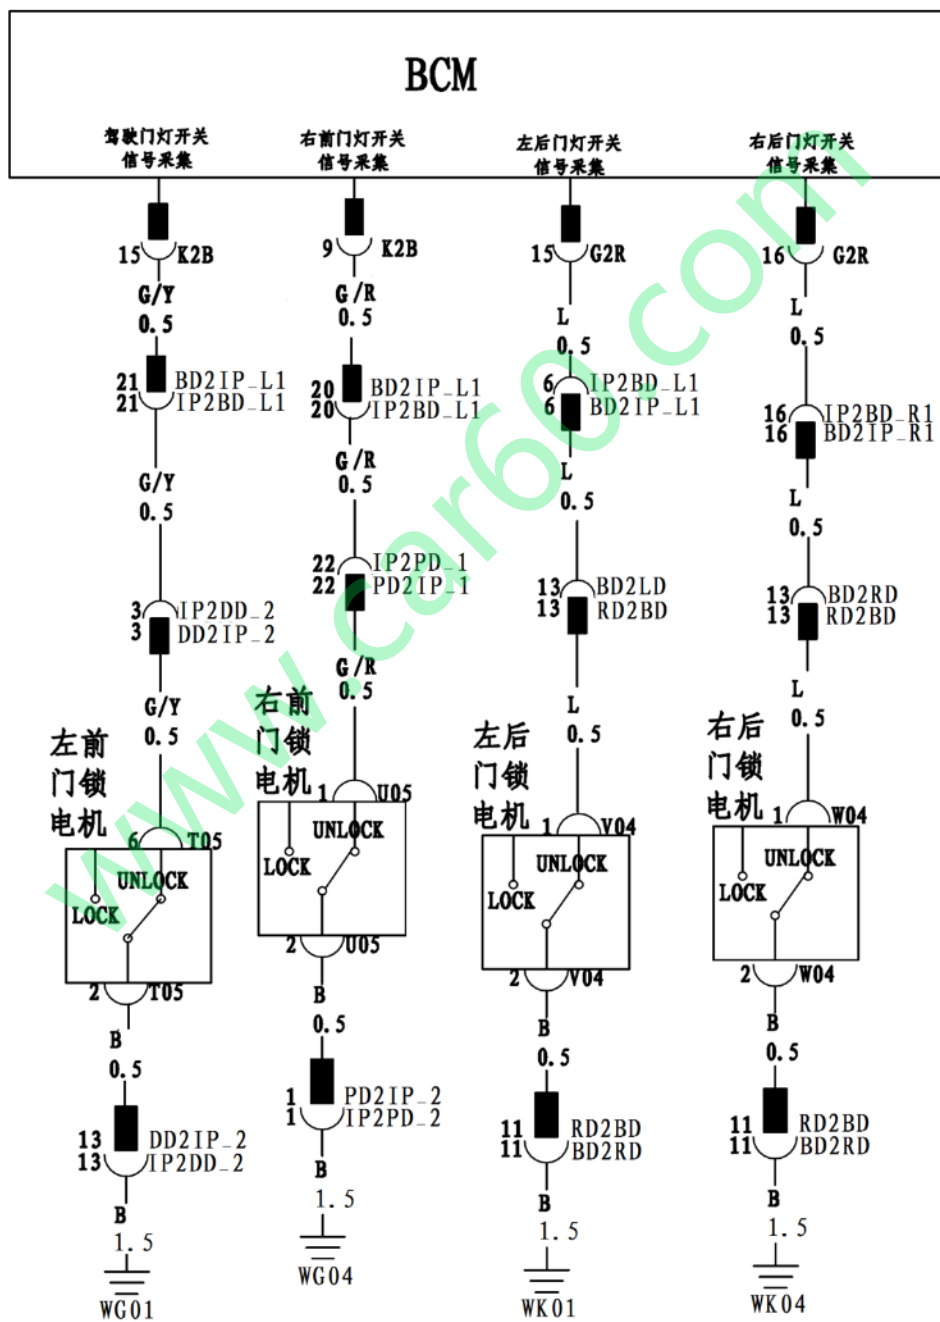 BCM
驾驶门灯开关
信号采集
右前门灯开关
信号采集
左后门灯开关
信号采集
右后门灯开关
信号采集
15 K2B
G/Y
0.5
21 BD2IP_L1
21 IP2BD_L1
G/Y
0.5
3 IP2DD_2
3 DD2IP_2
G/Y
0.5
左前
门锁
电机
6 T05
UNLOCK
LOCK
2 T05
B
0.5
13 DD2IP_2
13 IP2DD_2
B
1.5
WG01
9 K2B
G/R
0.5
20 BD2IP_L1
20 IP2BD_L1
G/R
0.5
22 IP2PD_1
22 PD2IP_1
G/R
0.5
右前
门锁
电机
1 U05
UNLOCK
LOCK
2 U05
B
0.5
1 PD2IP_2
1 IP2PD_2
B
1.5
WG04
15 G2R
L
0.5
6 IP2BD_L1
6 BD2IP_L1
L
0.5
13 BD2LD
13 RD2BD
L
0.5
左后
门锁
电机
1 V04
UNLOCK
LOCK
2 V04
B
0.5
11 RD2BD
11 BD2RD
B
1.5
WK01
16 G2R
L
0.5
16 IP2BD_R1
16 BD2IP_R1
L
0.5
13 BD2RD
13 RD2BD
L
0.5
右后
门锁
电机
1 W04
UNLOCK
LOCK
2 W04
B
0.5
11 RD2BD
11 BD2RD
B
1.5
WK04
www.car60.com